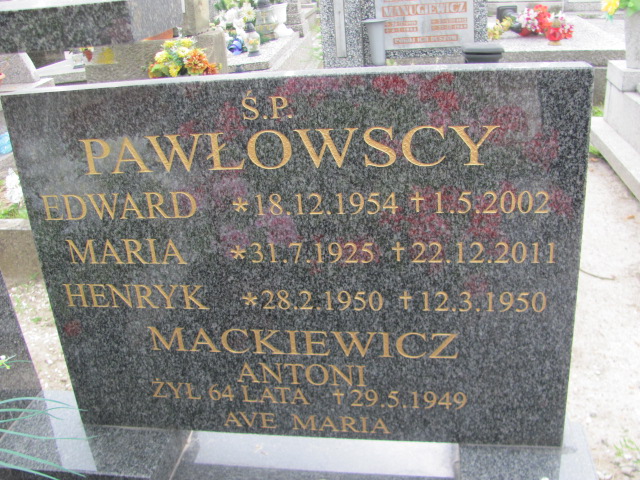 Ś.P.
PAWŁOWSCY
EDWARD *18.12.1954 †1.5.2002
MARIA *31.7.1925 †22.12.2011
HENRYK *28.2.1950 †12.3.1950
MACKIEWICZ
ANTONI
ŻYŁ 64 LATA †29.5.1949
AVE MARIA